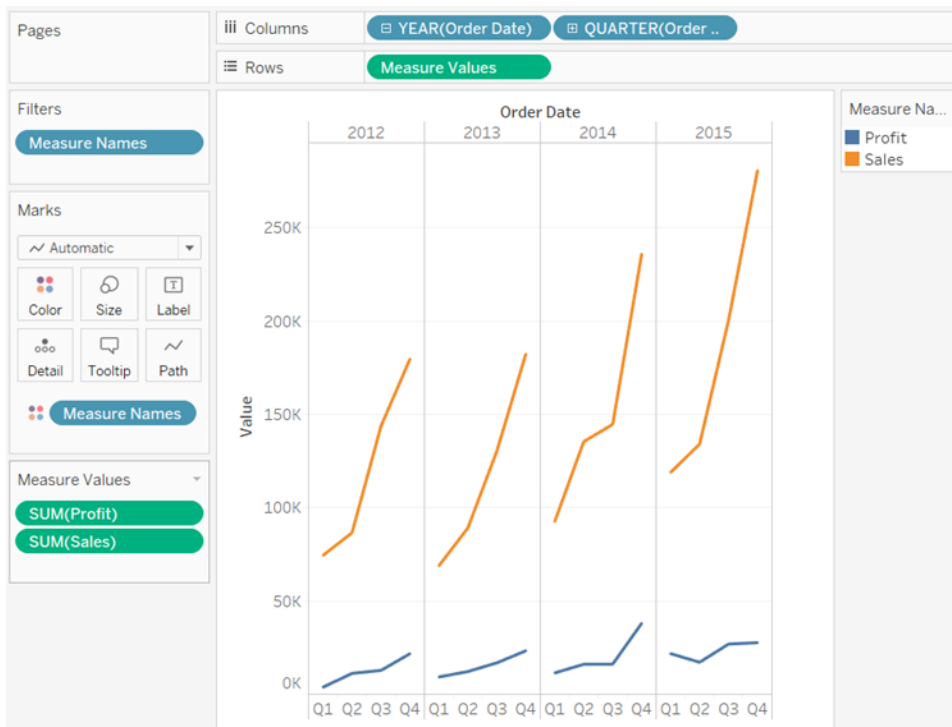 Pages
Columns
YEAR(Order Date)
QUARTER(Order ..
Rows
Measure Values
Filters
Measure Names
Marks
Automatic
Color Size Label
Detail Tooltip Path
Measure Names
Measure Values
SUM(Profit)
SUM(Sales)
Order Date
2012 2013 2014 2015
Value
250K
200K
150K
100K
50K
0K
Q1 Q2 Q3 Q4 Q1 Q2 Q3 Q4 Q1 Q2 Q3 Q4 Q1 Q2 Q3 Q4
Measure Na...
Profit
Sales